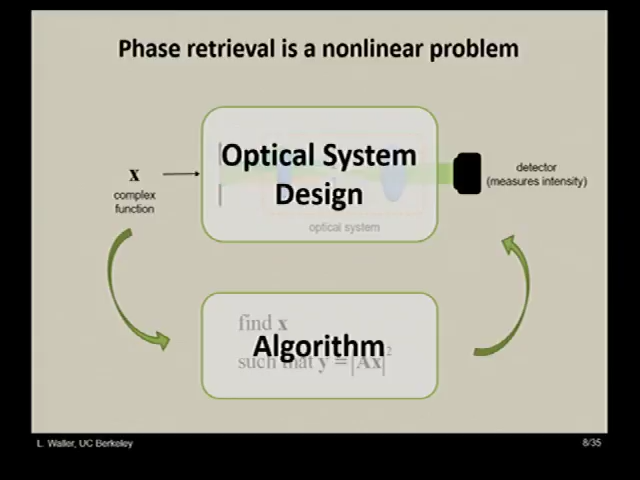 Phase retrieval is a nonlinear problem
Optical System
Design
x
complex
function
detector
(measures intensity)
optical system
find x
Algorithm
such that y = |Ax|²
L. Waller, UC Berkeley
8/35